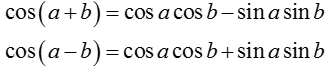 cos(a+b)=cos a cos b−sin a sin b
cos(a−b)=cos a cos b+sin a sin b